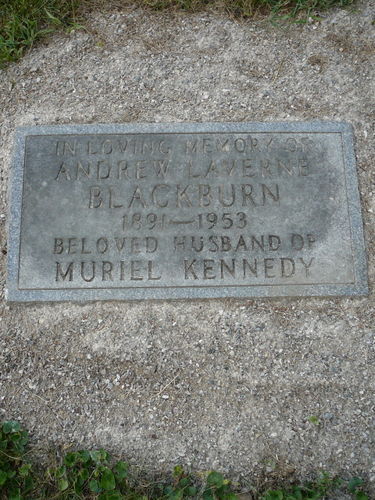 IN LOVING MEMORY OF
ANDREW LAVERNE
BLACKBURN
1891—1953
BELOVED HUSBAND OF
MURIEL KENNEDY